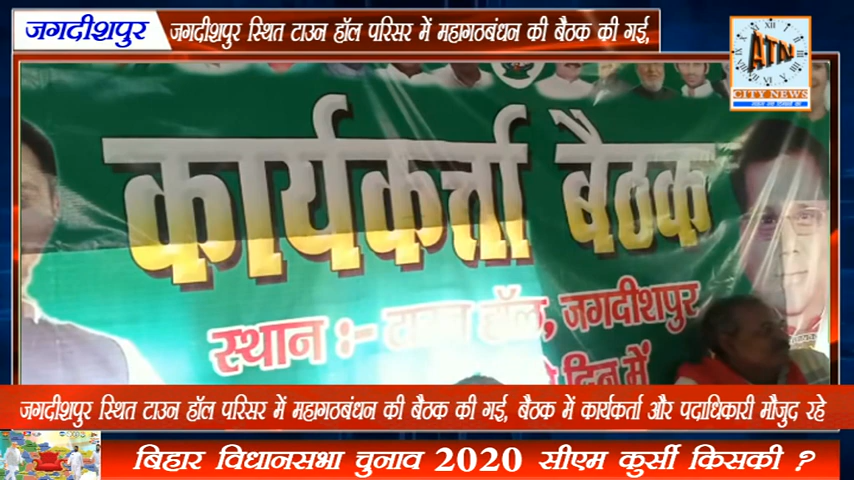 जगदीशपुर
जगदीशपुर स्थित टाउन हॉल परिसर में महागठबंधन की बैठक की गई,
XII
ATN
CITY NEWS
कार्यकर्त्ता बैठक
स्थान :- टाउन हॉल, जगदीशपुर
दिन में
जगदीशपुर स्थित टाउन हॉल परिसर में महागठबंधन की बैठक की गई, बैठक में कार्यकर्ता और पदाधिकारी मौजुद रहे
बिहार विधानसभा चुनाव 2020 सीएम कुर्सी किसकी ?